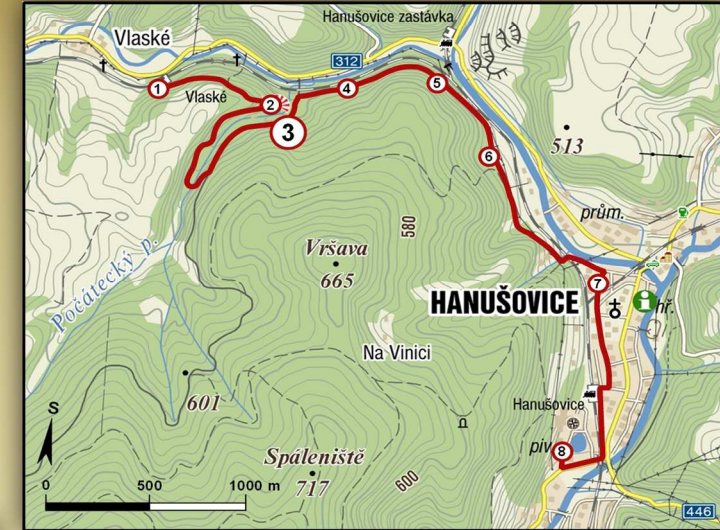 Hanušovice zastávka
Vlaské
312
1
Vlaské
2
3
4
5
6
513
prům.
Počátecký p.
580
Vršava
665
HANUŠOVICE
7
i
hř.
Na Vinici
601
S
Hanušovice
piv.
8
Spáleniště
717
600
0 500 1000 m
446